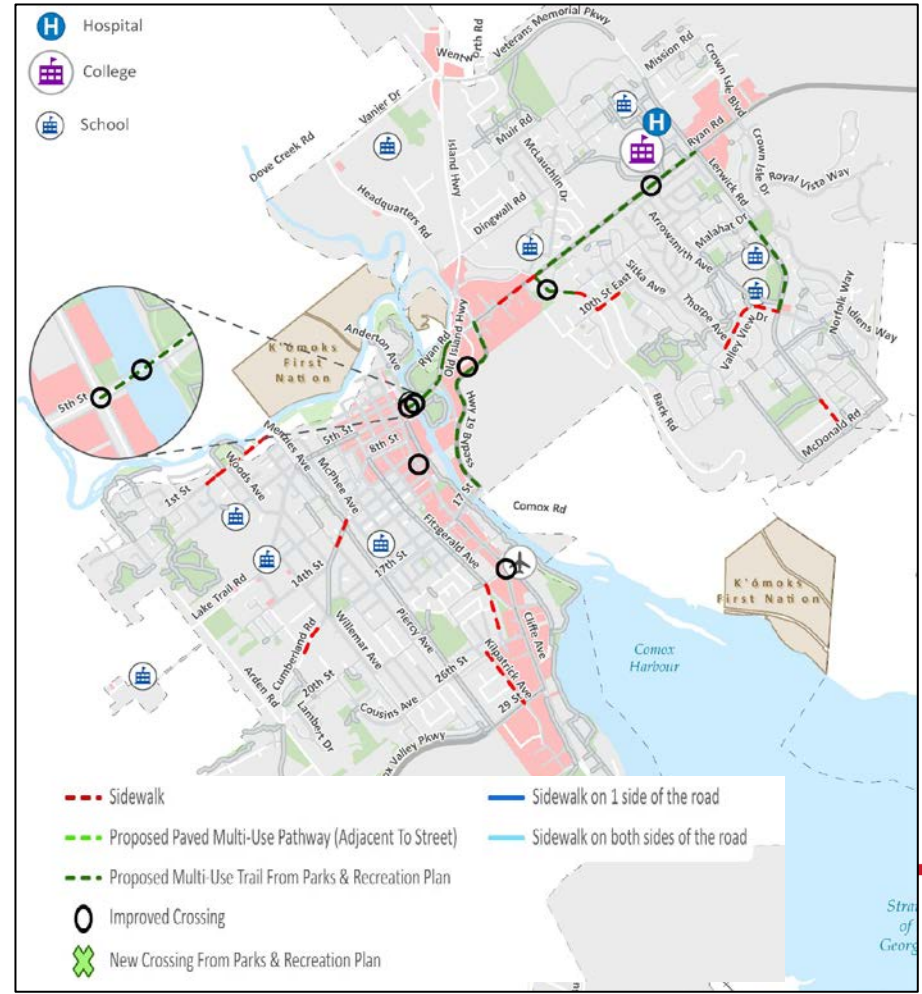 Hospital
College
School
Wentworth Rd
Veterans Memorial Pkwy
Mission Rd
Crown Isle Blvd
Vanier Dr
Island Hwy
Muir Rd
McLauchlin Dr
Ryan Rd
H
Dove Creek Rd
Headquarters Rd
Dingwall Rd
Lerwick Rd
Crown Isle Dr
Royal Vista Way
Arrowsmith Ave
Malahat Dr
Sitka Ave
10th St East
Thorpe Ave
Valley View Dr
Norfolk Way
Idiens Way
Anderton Ave
Ryan Rd
Old Island Hwy
K'ómoks
First
Nation
5th St
Hwy 19 Bypass
Back Rd
McDonald Rd
Menzies Ave
5th St
8th St
Woods Ave
McPhee Ave
1st St
17 St
Comox Rd
Fitzgerald Ave
14th St
17th St
Lake Trail Rd
K'ómoks
First Nation
Cumberland Rd
Willemar Ave
Piercy Ave
Cliffe Ave
Kilpatrick Ave
26th St
20th St
Arden Rd
Lambert Dr
Cousins Ave
29 St
Comox
Harbour
ox Valley Pkwy
Sidewalk
Sidewalk on 1 side of the road
Proposed Paved Multi-Use Pathway (Adjacent To Street)
Sidewalk on both sides of the road
Proposed Multi-Use Trail From Parks & Recreation Plan
Improved Crossing
New Crossing From Parks & Recreation Plan
Stra
of
Georg